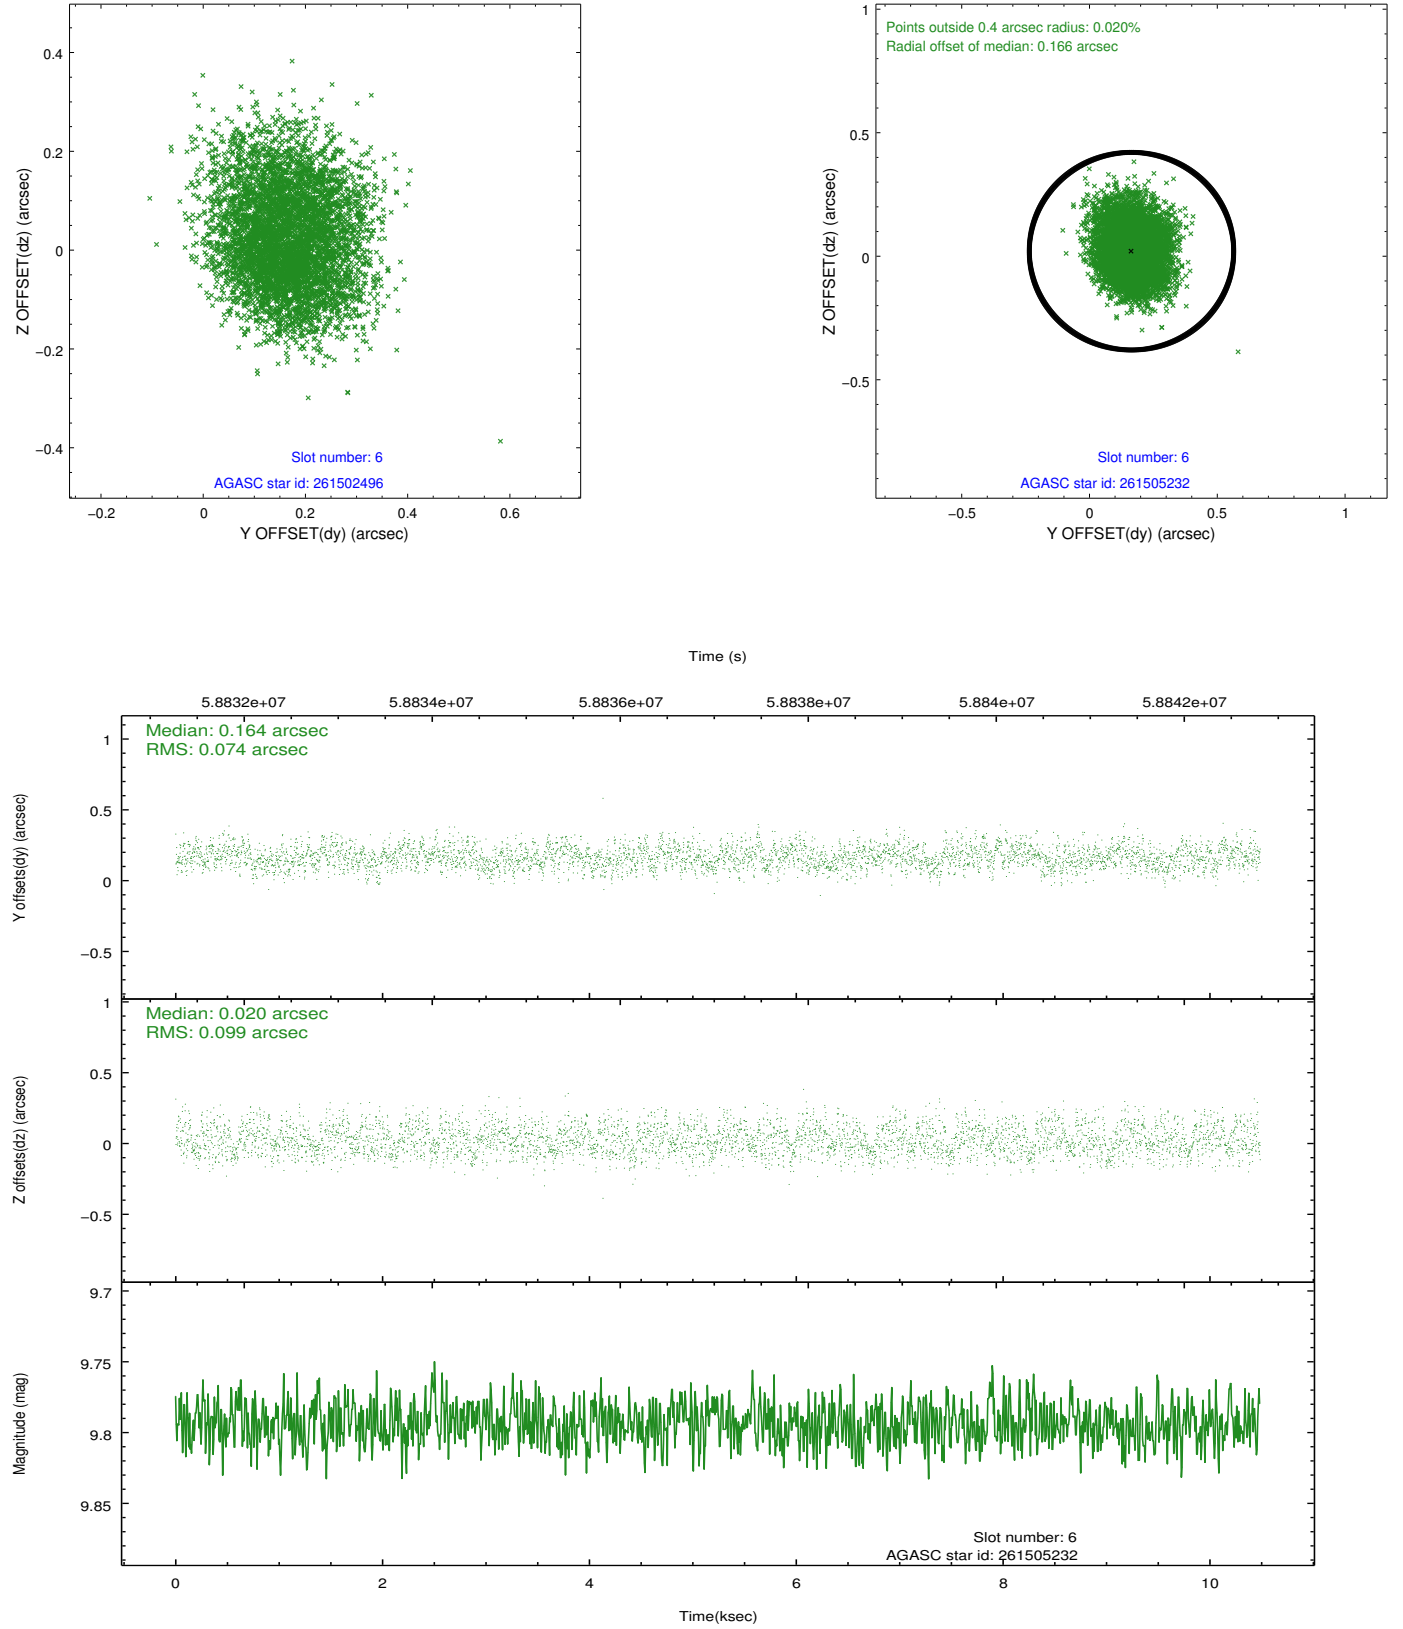 0.4
0.2
0
−0.2
−0.4
Z OFFSET(dz) (arcsec)
Slot number: 6
AGASC star id: 261502496
−0.2 0 0.2 0.4 0.6
Y OFFSET(dy) (arcsec)
Points outside 0.4 arcsec radius: 0.020%
Radial offset of median: 0.166 arcsec
1
0.5
0
−0.5
Z OFFSET(dz) (arcsec)
Slot number: 6
AGASC star id: 261505232
−0.5 0 0.5 1
Y OFFSET(dy) (arcsec)
Time (s)
5.8832e+07 5.8834e+07 5.8836e+07 5.8838e+07 5.884e+07 5.8842e+07
Median: 0.164 arcsec
RMS: 0.074 arcsec
1
0.5
0
−0.5
Y offsets(dy) (arcsec)
Median: 0.020 arcsec
RMS: 0.099 arcsec
1
0.5
0
−0.5
Z offsets(dz) (arcsec)
9.7
9.75
9.8
9.85
Magnitude (mag)
Slot number: 6
AGASC star id: 261505232
0 2 4 6 8 10
Time(ksec)